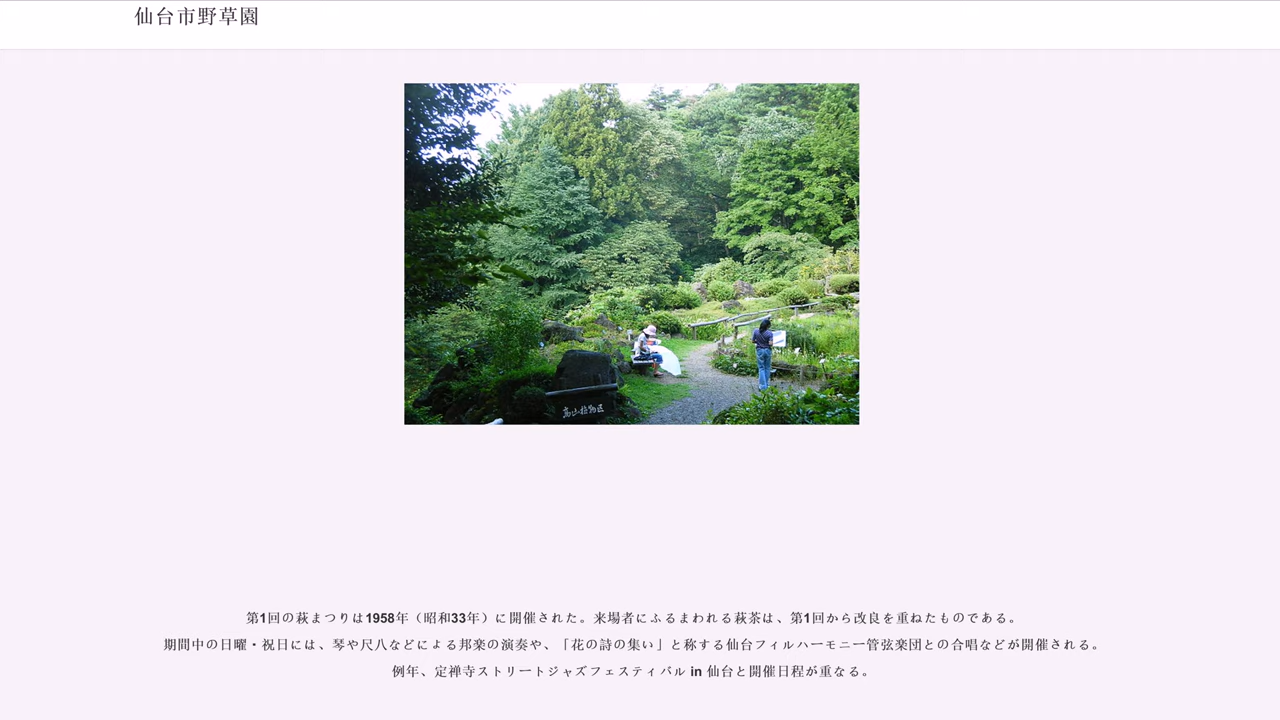 仙台市野草園
高山植物区
第1回の萩まつりは1958年（昭和33年）に開催された。来場者にふるまわれる萩茶は、第1回から改良を重ねたものである。
期間中の日曜・祝日には、琴や尺八などによる邦楽の演奏や、「花の詩の集い」と称する仙台フィルハーモニー管弦楽団との合唱などが開催される。
例年、定禅寺ストリートジャズフェスティバル in 仙台と開催日程が重なる。